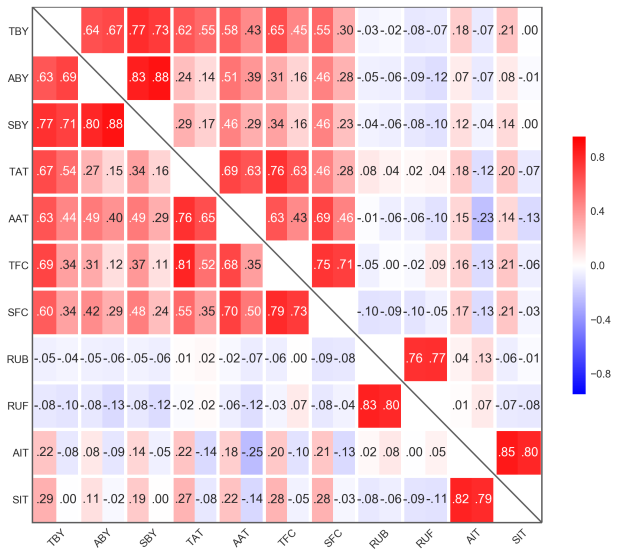 TBY .64 .67 .77 .73 .62 .55 .58 .43 .65 .45 .55 .30 -.03 -.02 -.08 -.07 .18 -.07 .21 .00
ABY .63 .69 .83 .88 .24 .14 .51 .39 .31 .16 .46 .28 -.05 -.06 -.09 -.12 .07 -.07 .08 -.01
SBY .77 .71 .80 .88 .29 .17 .46 .29 .34 .16 .46 .23 -.04 -.06 -.08 -.10 .12 -.04 .14 .00
TAT .67 .54 .27 .15 .34 .16 .69 .63 .76 .63 .46 .28 .08 .04 .02 .04 .18 -.12 .20 -.07
AAT .63 .44 .49 .40 .49 .29 .76 .65 .63 .43 .69 .46 -.01 -.06 -.06 -.10 .15 -.23 .14 -.13
TFC .69 .34 .31 .12 .37 .11 .81 .52 .68 .35 .75 .71 -.05 .00 -.02 .09 .16 -.13 .21 -.06
SFC .60 .34 .42 .29 .48 .24 .55 .35 .70 .50 .79 .73 -.10 -.09 -.10 -.05 .17 -.13 .21 -.03
RUB -.05 -.04 -.05 -.06 -.05 -.06 .01 .02 -.02 -.07 -.06 .00 -.09 -.08 .76 .77 .04 .13 -.06 -.01
RUF -.08 -.10 -.08 -.13 -.08 -.12 -.02 .02 -.06 -.12 -.03 .07 -.08 -.04 .83 .80 .01 .07 -.07 -.08
AIT .22 -.08 .08 -.09 .14 -.05 .22 -.14 .18 -.25 .20 -.10 .21 -.13 .02 .08 .00 .05 .85 .80
SIT .29 .00 .11 -.02 .19 .00 .27 -.08 .22 -.14 .28 -.05 .28 -.03 -.08 -.06 -.09 -.11 .82 .79
TBY ABY SBY TAT AAT TFC SFC RUB RUF AIT SIT
0.8
0.4
0.0
−0.4
−0.8